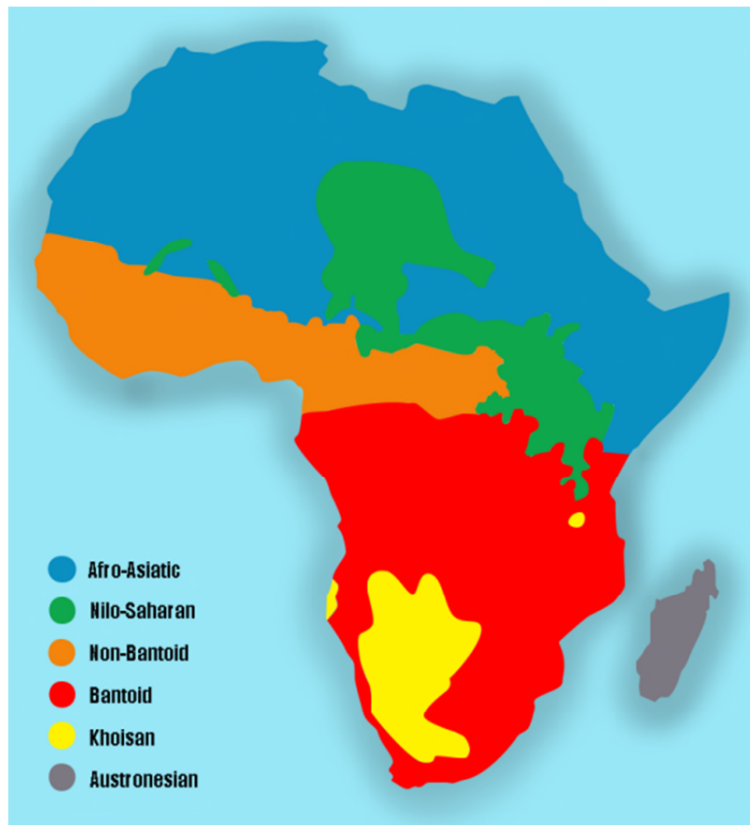 Afro-Asiatic
Nilo-Saharan
Non-Bantoid
Bantoid
Khoisan
Austronesian